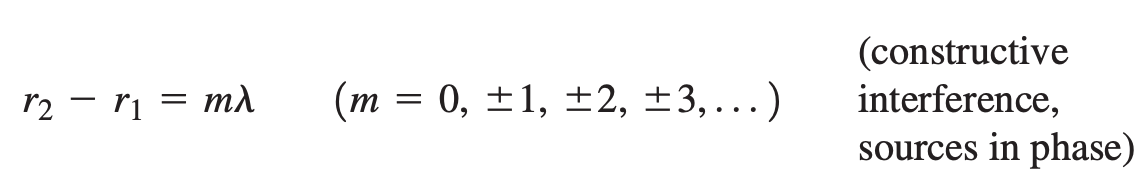 (constructive
r₂ − r₁ = mλ (m = 0, ±1, ±2, ±3,...) interference,
sources in phase)